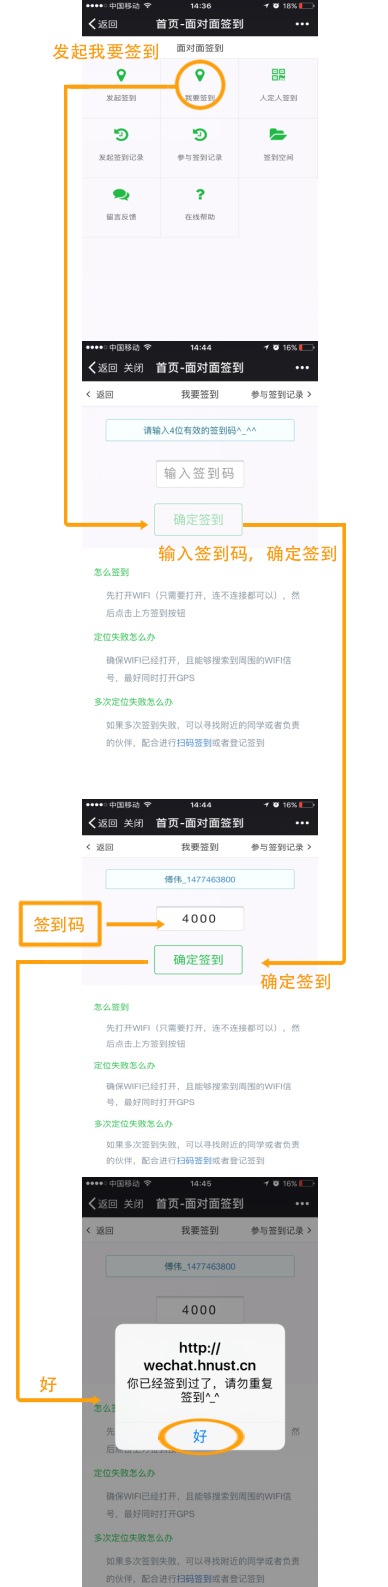 中国移动 14:36 18%
返回 首页-面对面签到
发起我要签到
面对面签到
发起签到 我要签到 人定人签到
发起签到记录 参与签到记录 签到空间
留言反馈 在线帮助
中国移动 14:44 16%
返回 关闭 首页-面对面签到
返回 我要签到 参与签到记录
请输入4位有效的签到码^_^^
输入签到码
确定签到
输入签到码, 确定签到
怎么签到
先打开WIFI（只需要打开，连不连接都可以），然
后点击上方签到按钮
定位失败怎么办
确保WIFI已经打开，且能够搜索到周围的WIFI信
号，最好同时打开GPS
多次定位失败怎么办
如果多次签到失败，可以寻找附近的同学或者负责
的伙伴，配合进行扫码签到或者登记签到
中国移动 14:44 16%
返回 关闭 首页-面对面签到
返回 我要签到 参与签到记录
傅伟_1477463800
签到码
4000
确定签到
确定签到
怎么签到
先打开WIFI（只需要打开，连不连接都可以），然
后点击上方签到按钮
定位失败怎么办
确保WIFI已经打开，且能够搜索到周围的WIFI信
号，最好同时打开GPS
多次定位失败怎么办
如果多次签到失败，可以寻找附近的同学或者负责
的伙伴，配合进行扫码签到或者登记签到
中国移动 14:45 16%
返回 关闭 首页-面对面签到
返回 我要签到 参与签到记录
傅伟_1477463800
4000
http://
wechat.hnust.cn
你已经签到过了，请勿重复
签到^_^
好
好
怎么
先 然
后
定位失败怎么办
确保WIFI已经打开，且能够搜索到周围的WIFI信
号，最好同时打开GPS
多次定位失败怎么办
如果多次签到失败，可以寻找附近的同学或者负责
的伙伴，配合进行扫码签到或者登记签到